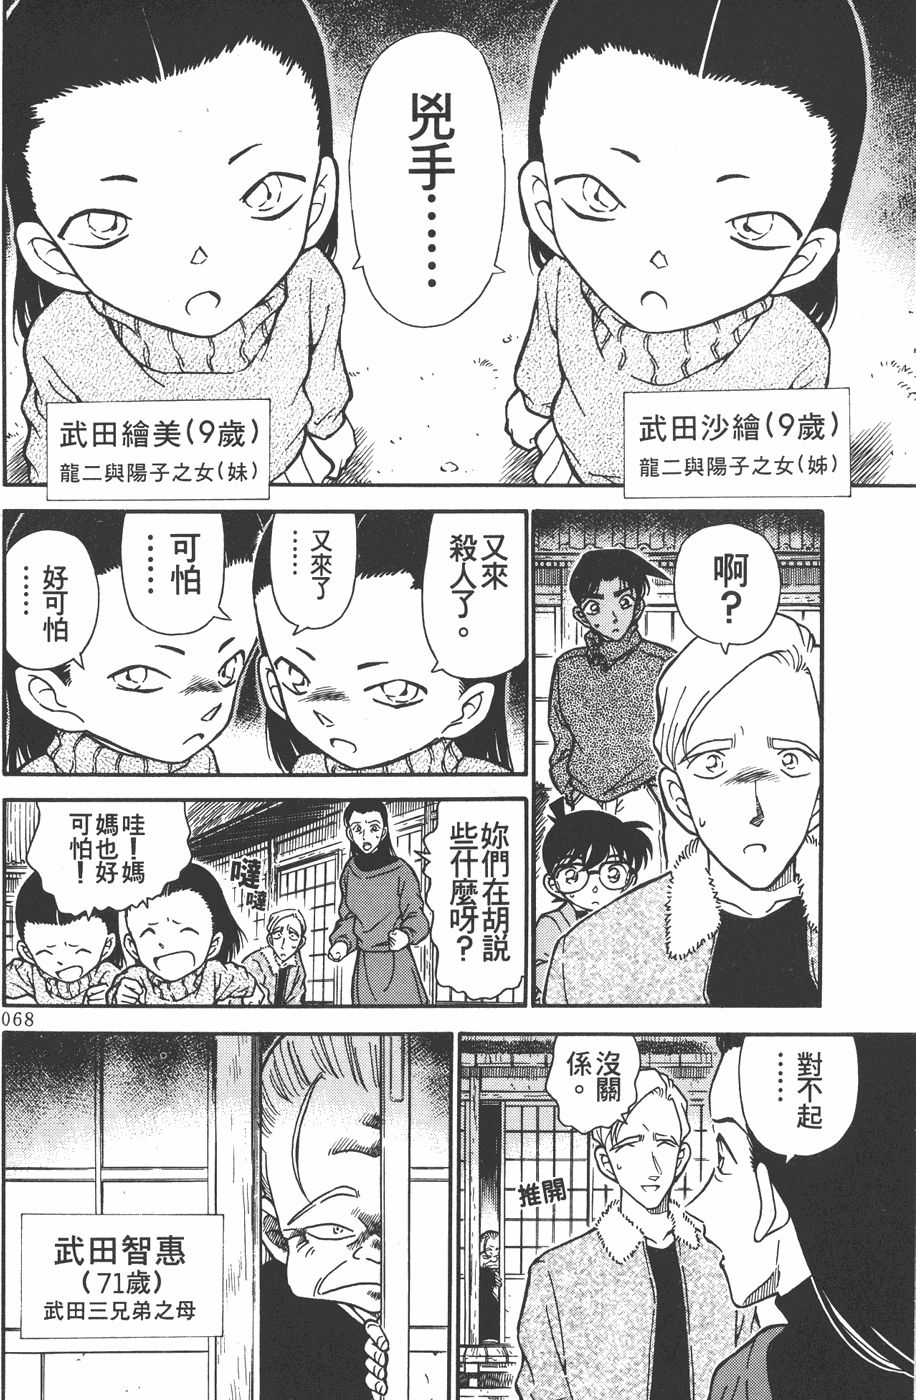 兇手………
武田沙繪(9歲)
龍二與陽子之女(姊)
武田繪美(9歲)
龍二與陽子之女(妹)
啊?
又來
殺人了。
又來了
……
可怕
……
好可怕
……
妳們在胡說
些什麼呀?
噠
噠
哇!媽
媽也好
可怕!
068
對不起
……
沒關
係。
推開
武田智惠
(71歲)
武田三兄弟之母